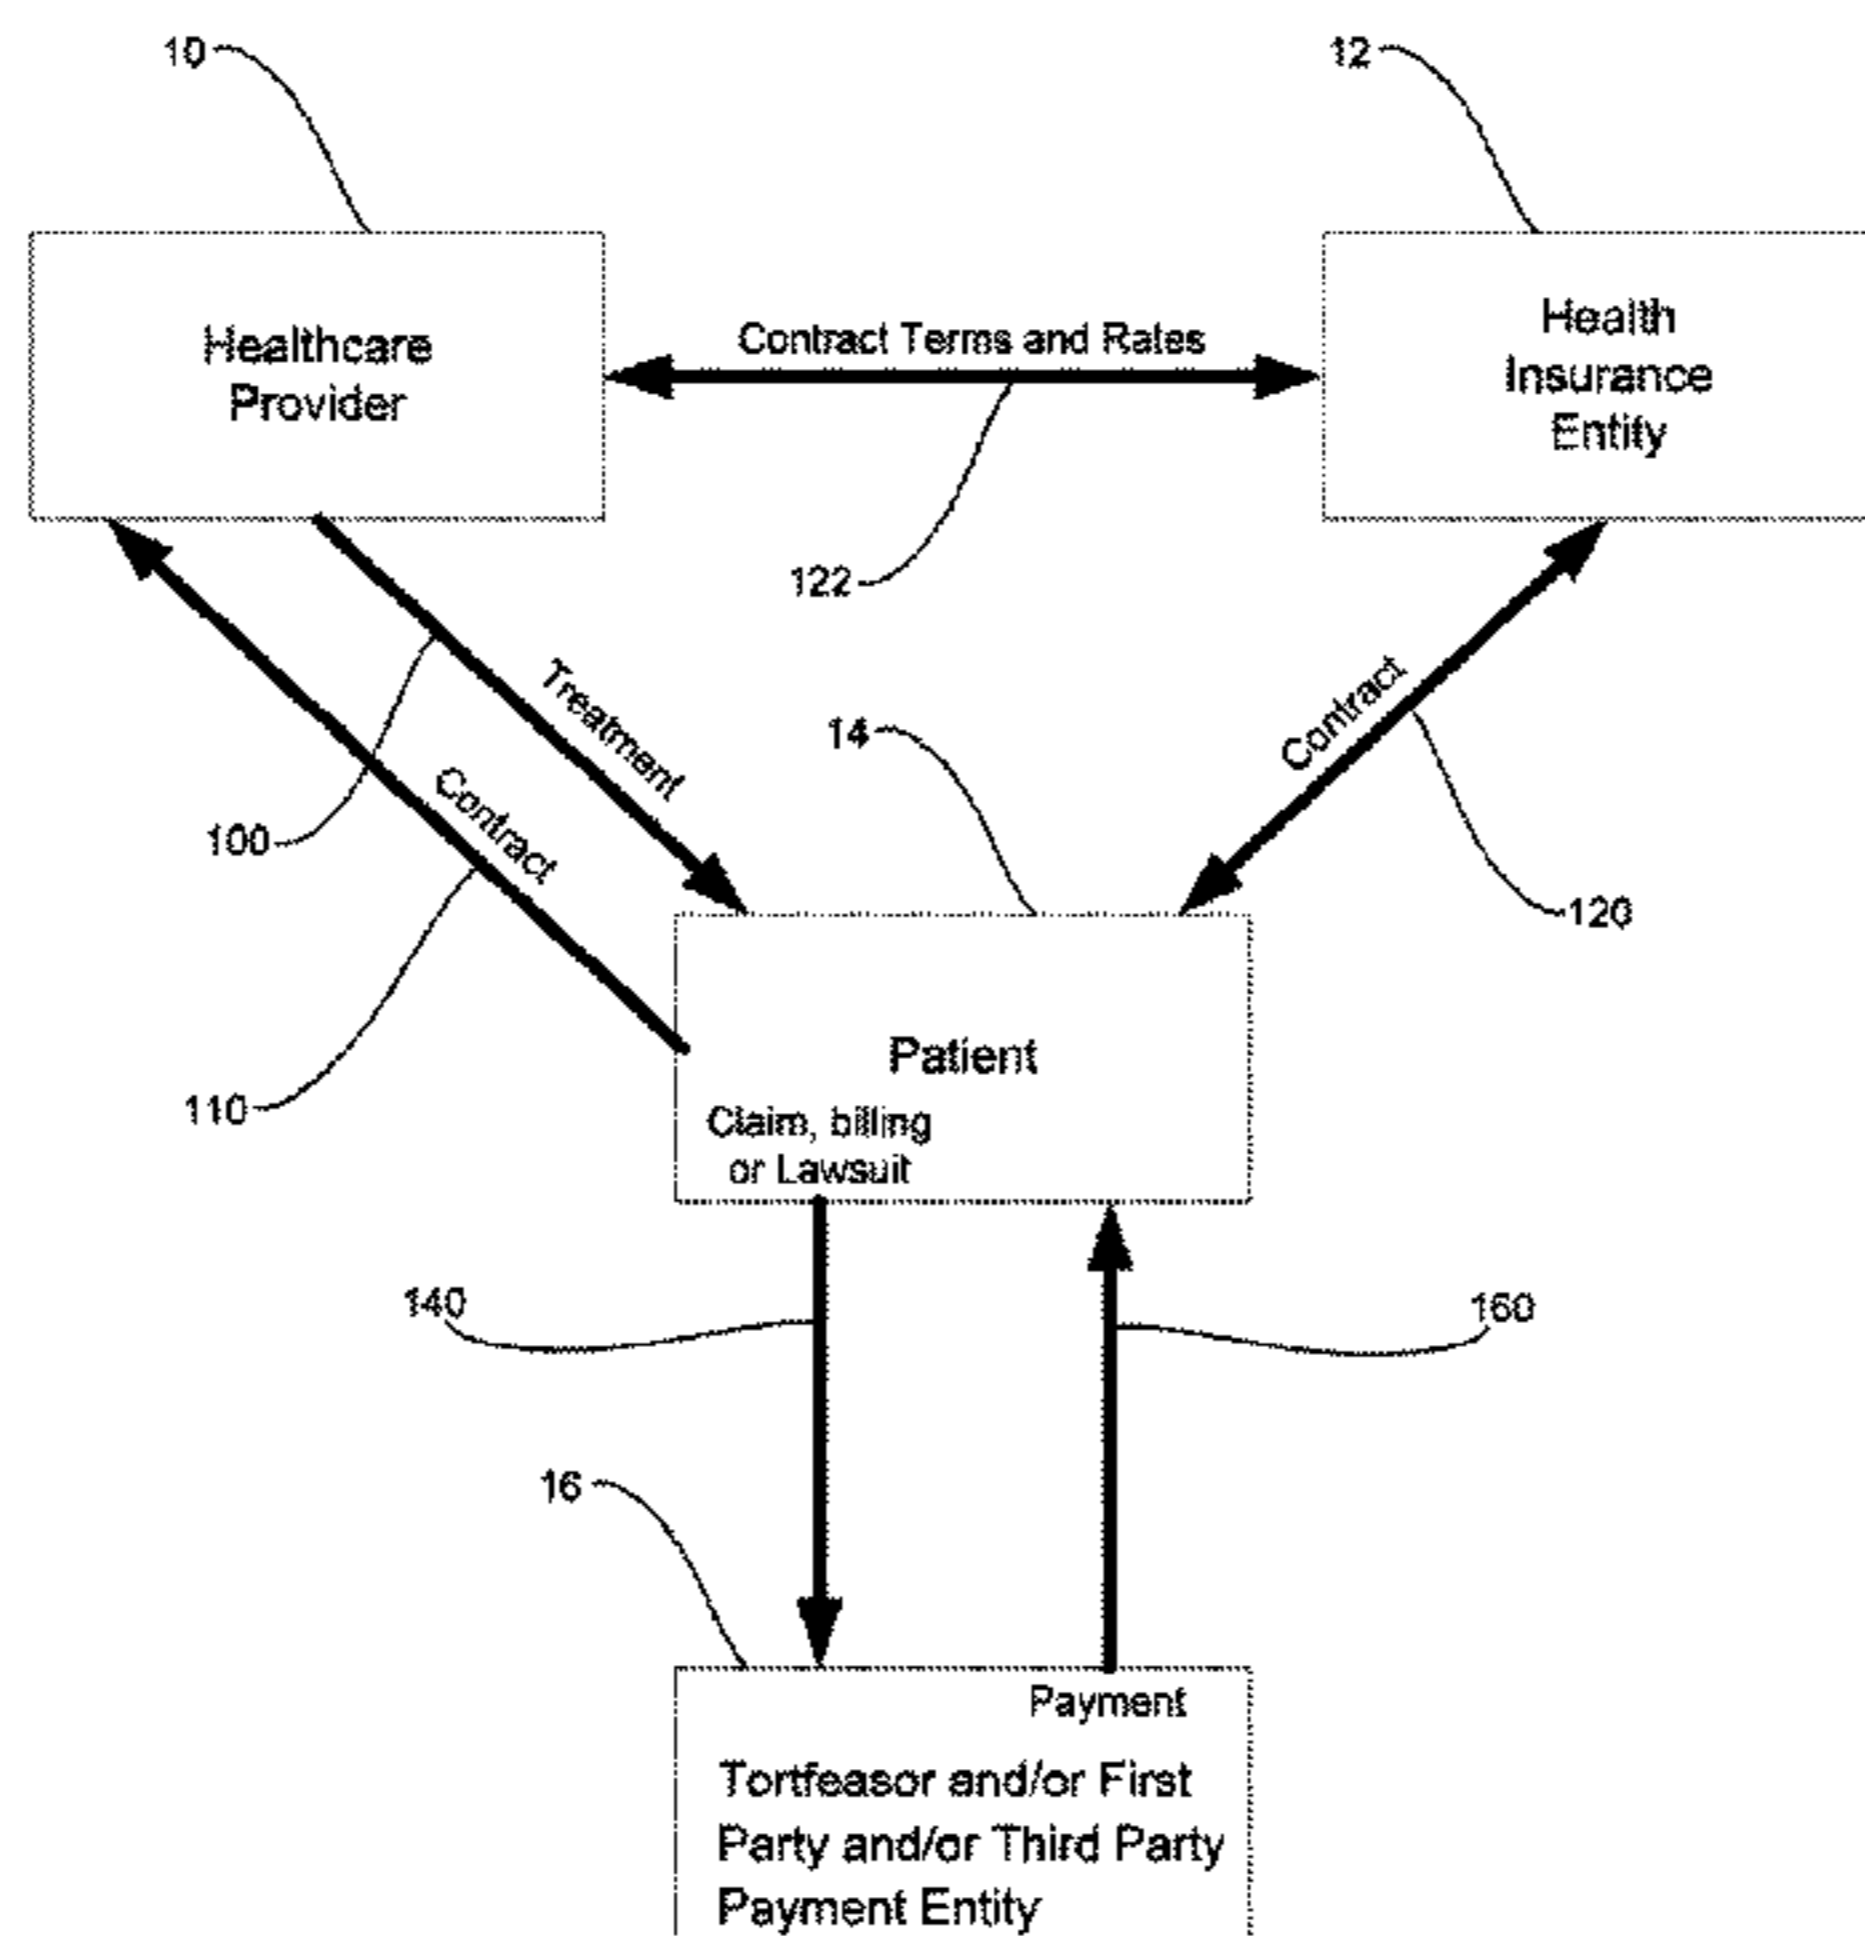 10
12
Healthcare
Provider
Contract Terms and Rates
Health
Insurance
Entity
122
Treatment
Contract
14
100
Contract
120
110
Patient
Claim, billing
or Lawsuit
140
160
16
Payment
Tortfeasor and/or First
Party and/or Third Party
Payment Entity